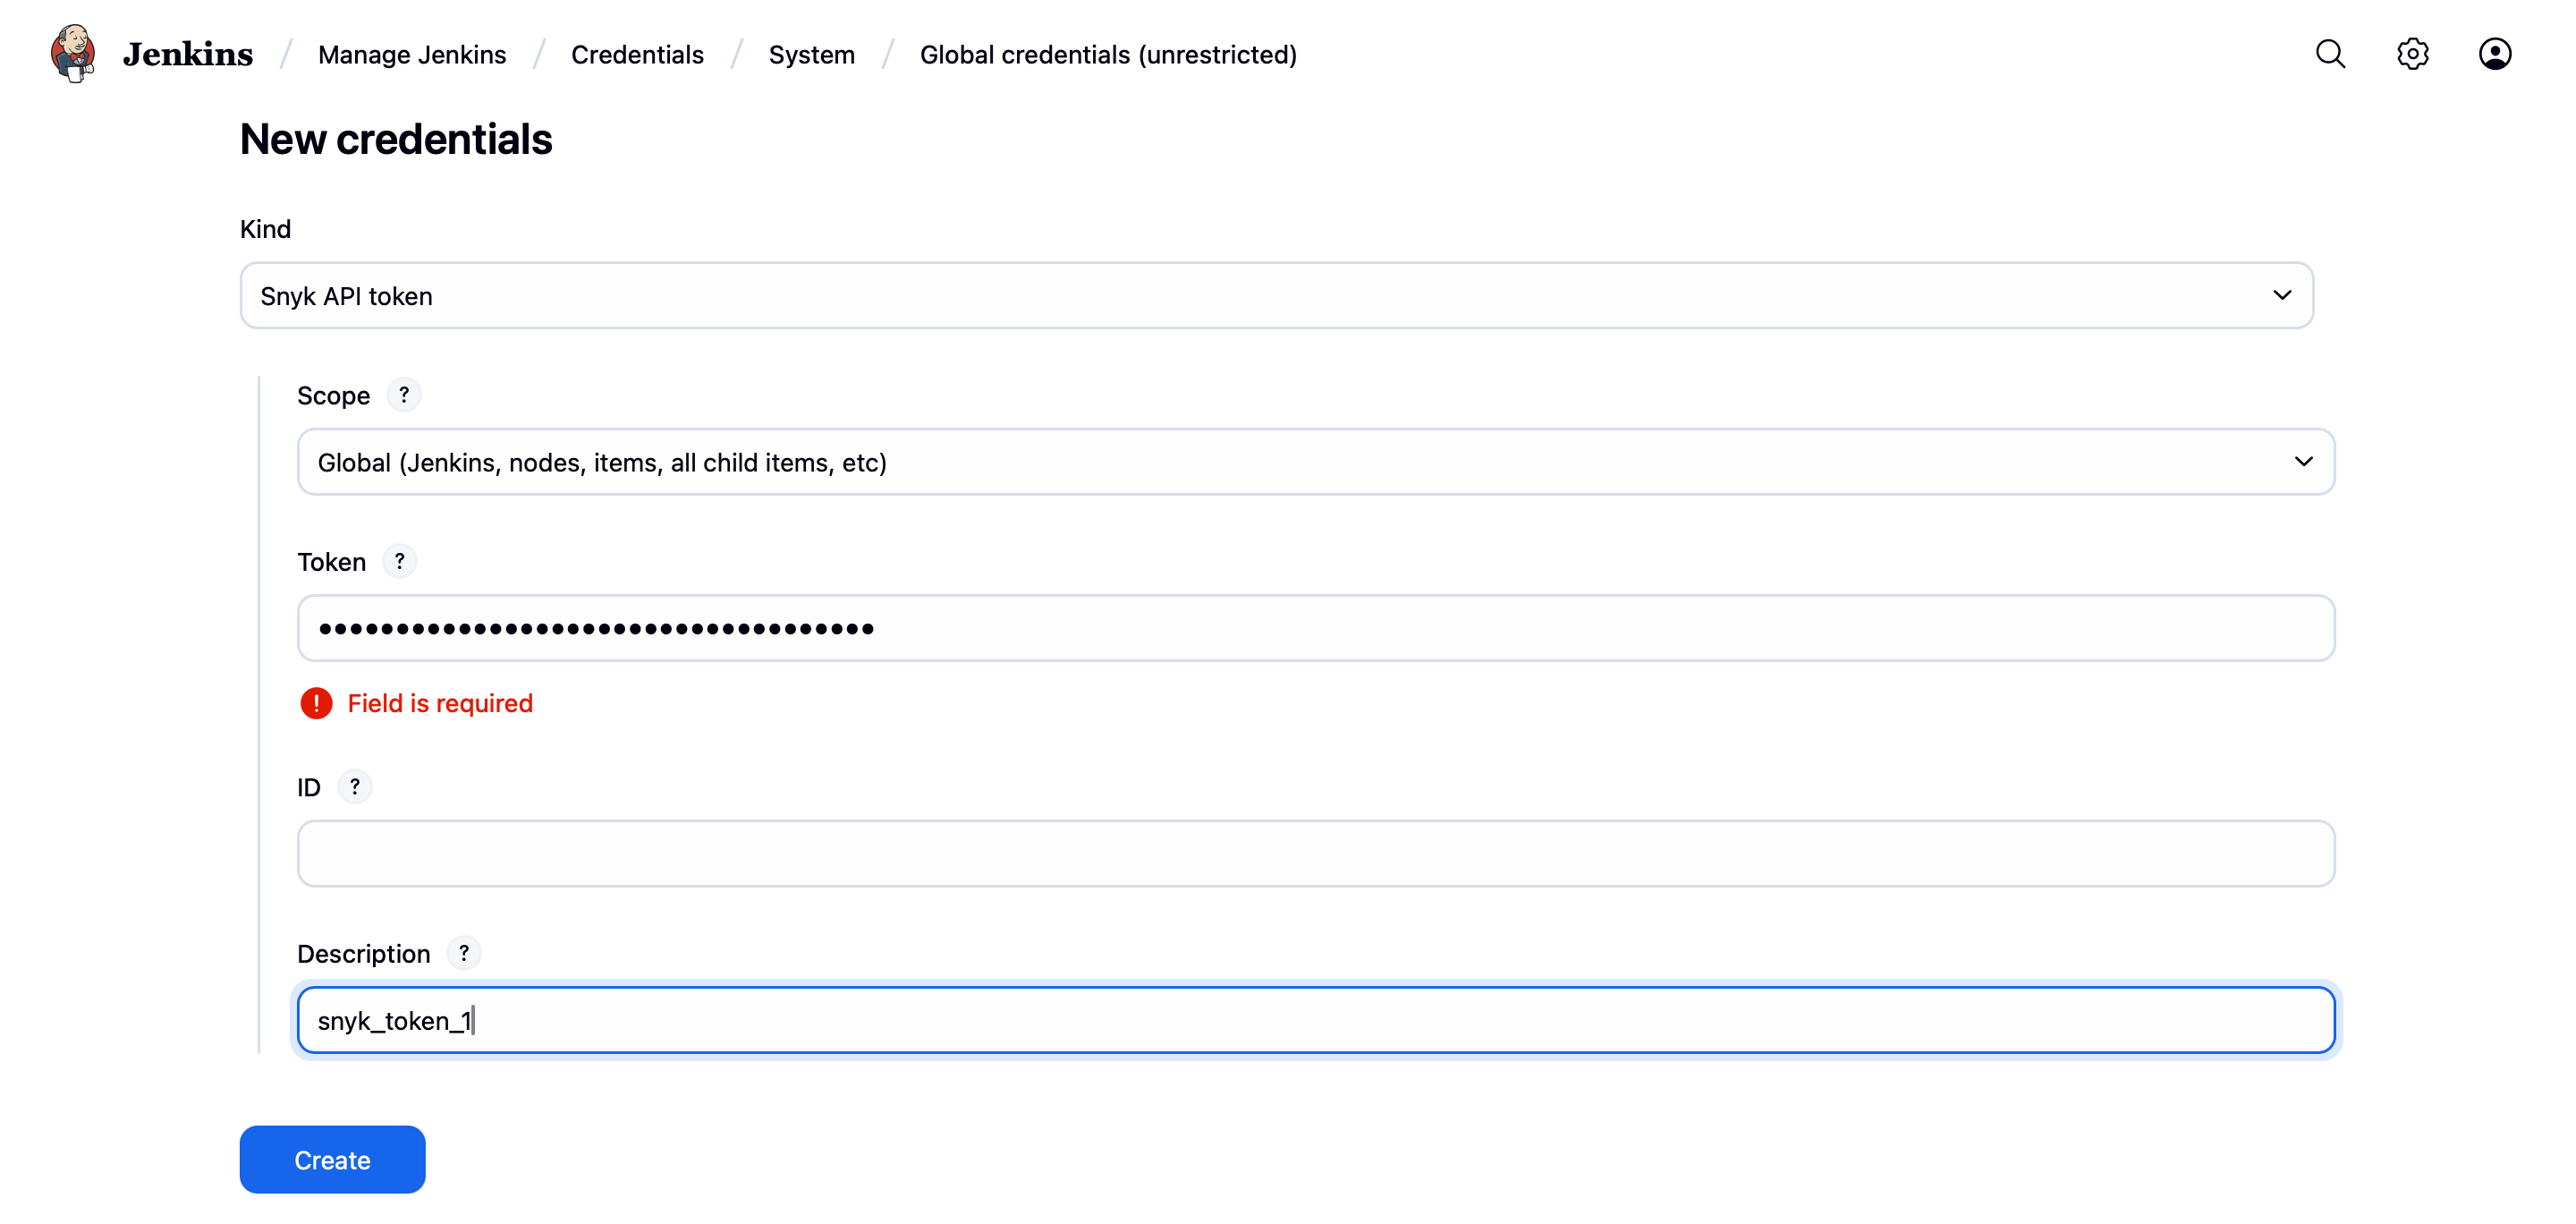 Jenkins / Manage Jenkins / Credentials / System / Global credentials (unrestricted)
New credentials
Kind
Snyk API token
Scope ?
Global (Jenkins, nodes, items, all child items, etc)
Token ?
••••••••••••••••••••••••••••••••••••
Field is required
ID ?
Description ?
snyk_token_1
Create